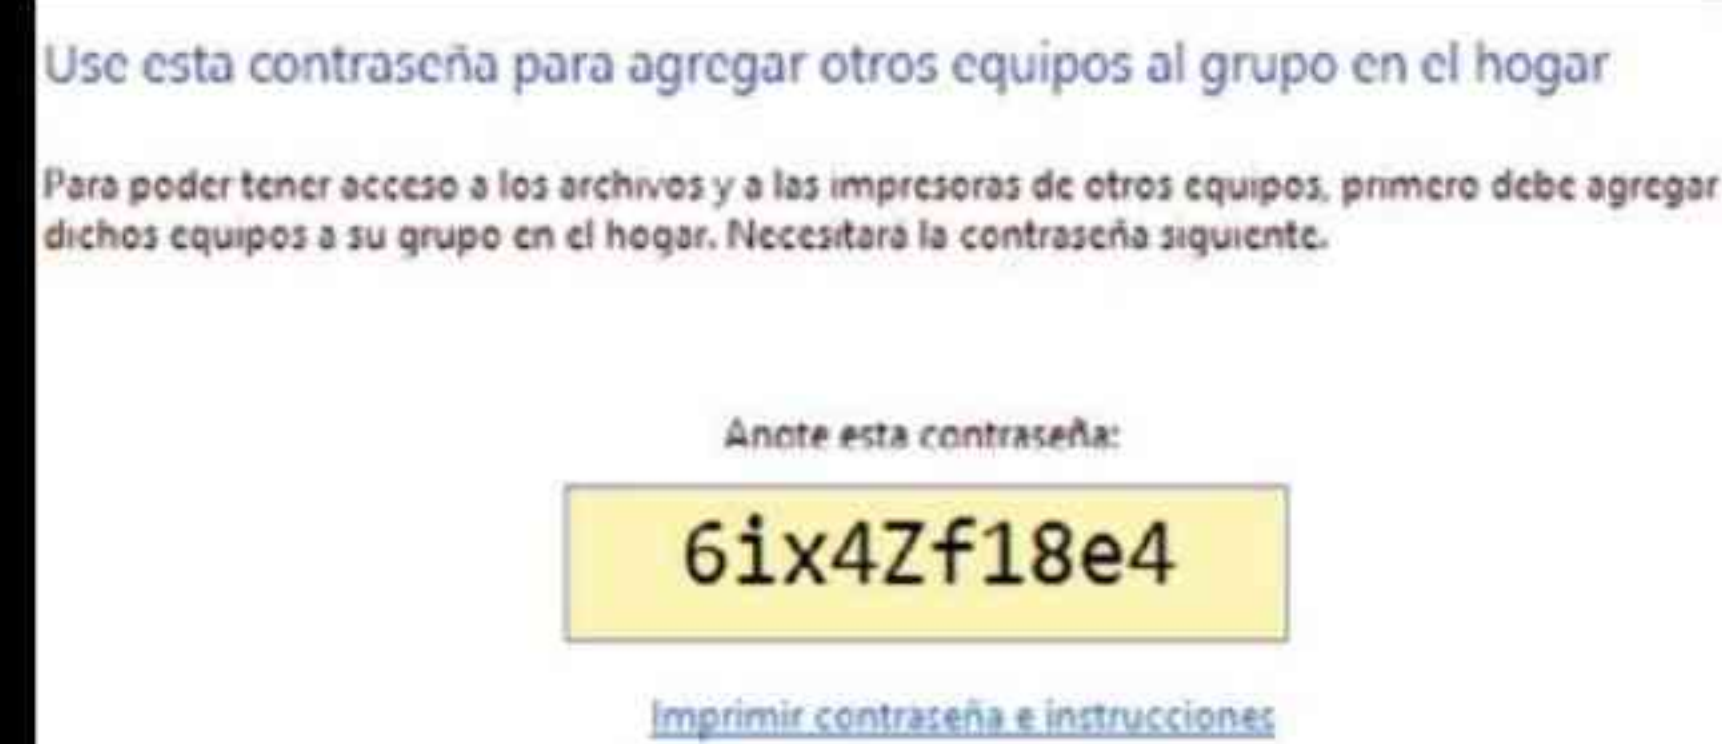 Use esta contraseña para agregar otros equipos al grupo en el hogar
Para poder tener acceso a los archivos y a las impresoras de otros equipos, primero debe agregar
dichos equipos a su grupo en el hogar. Necesitará la contraseña siguiente.
Anote esta contraseña:
6ix4Zf18e4
Imprimir contraseña e instrucciones